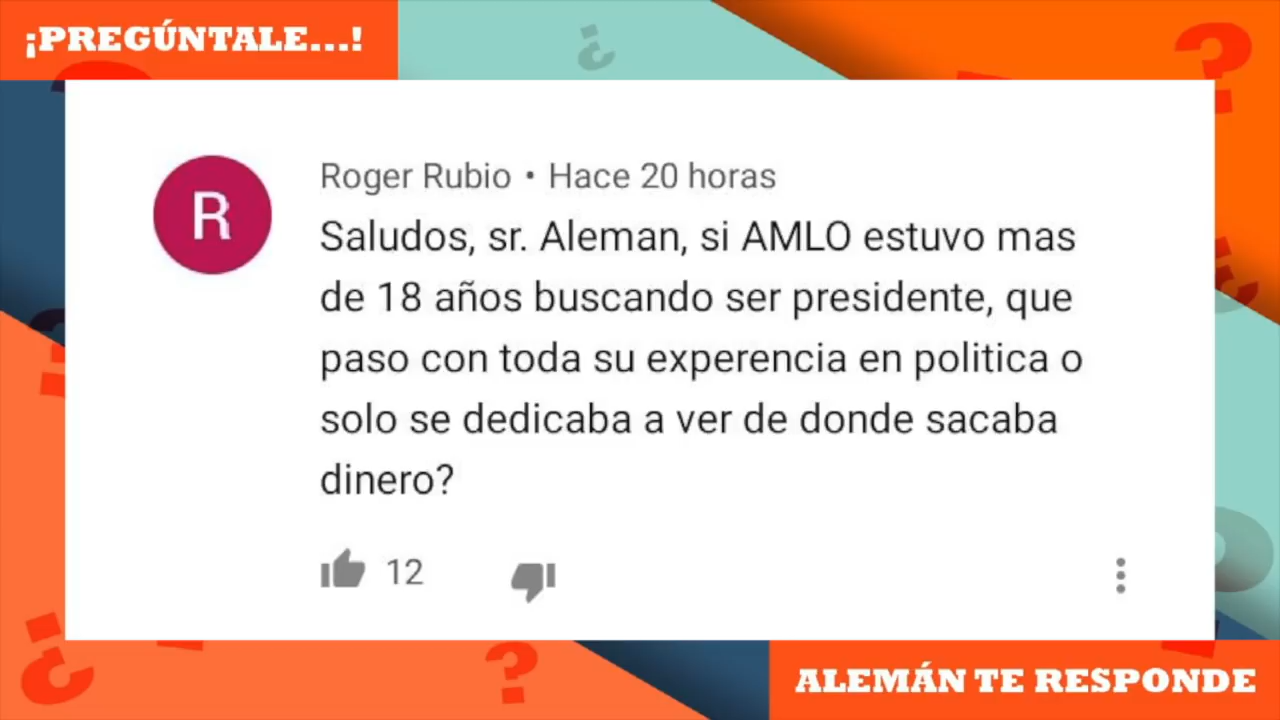 ¡PREGÚNTALE...!
R
Roger Rubio • Hace 20 horas
Saludos, sr. Aleman, si AMLO estuvo mas
de 18 años buscando ser presidente, que
paso con toda su experencia en politica o
solo se dedicaba a ver de donde sacaba
dinero?
12
ALEMÁN TE RESPONDE